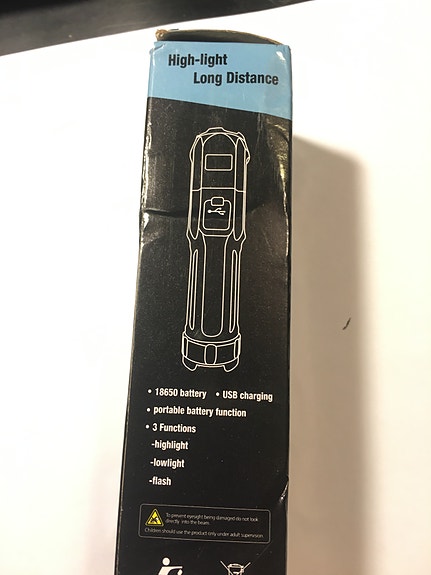 High-light
Long Distance
• 18650 battery • USB charging
• portable battery function
• 3 Functions
-highlight
-lowlight
-flash
To prevent eyesight being damaged do not look
directly into the beam.
Children should use the product only under adult supervision.